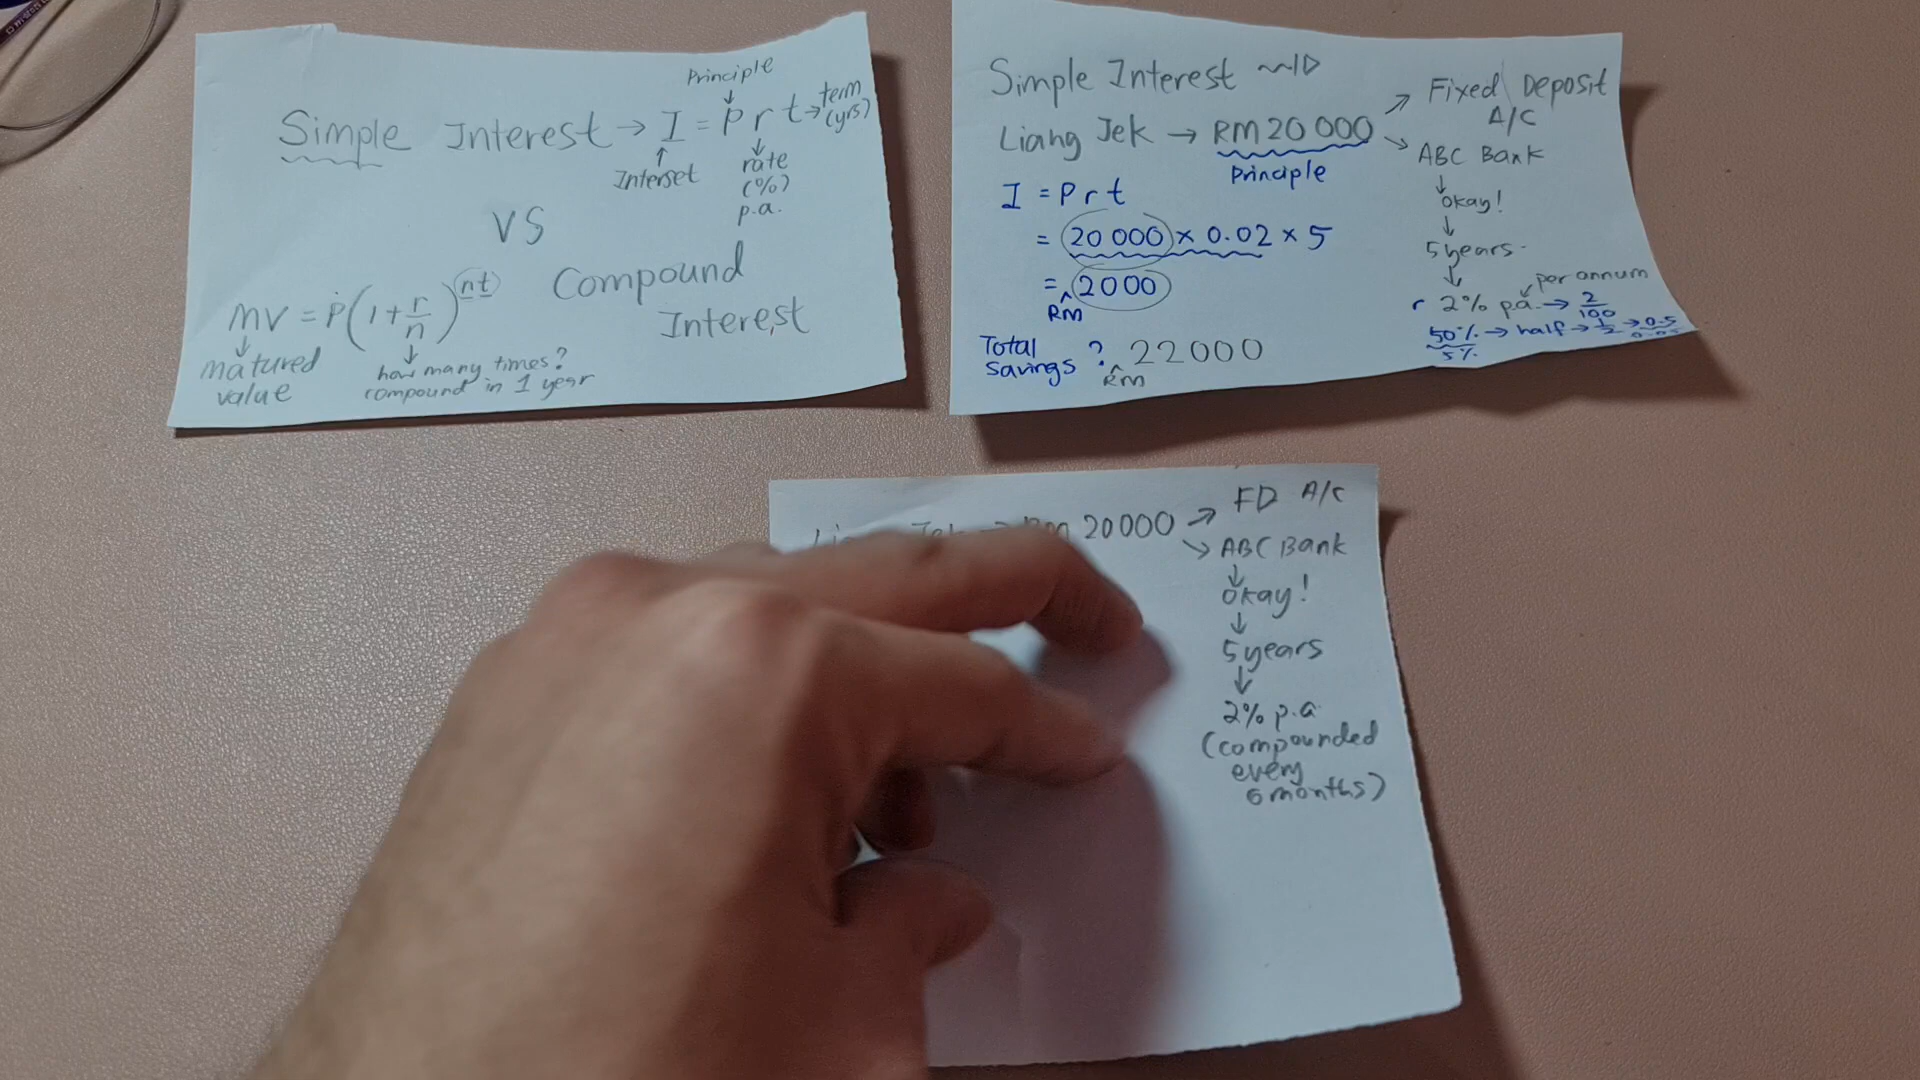 Principle
Simple Interest → I = P r t → term
(yrs)
Interset
rate
(%)
p.a.
VS
MV = P(1 + r/n)^(nt)
Compound
Interest
matured
value
how many times?
compound in 1 year
Simple Interest
Liang Jek → RM 20 000
Principle
Fixed Deposit
A/C
ABC Bank
↓
okay!
↓
5 years
↓
per annum
r 2% p.a. → 2/100
50% → half → 1/2 → 0.5
5%
I = P r t
= 20 000 × 0.02 × 5
= 2000
RM
Total
savings ? 22000
RM
20000
FD A/C
ABC Bank
↓
okay!
↓
5 years
↓
2% p.a
(compounded
every
6 months)